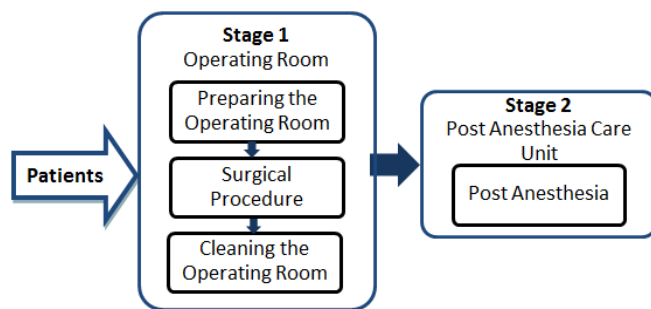 Stage 1
Operating Room
Preparing the
Operating Room
Patients
Surgical
Procedure
Cleaning the
Operating Room
Stage 2
Post Anesthesia Care
Unit
Post Anesthesia